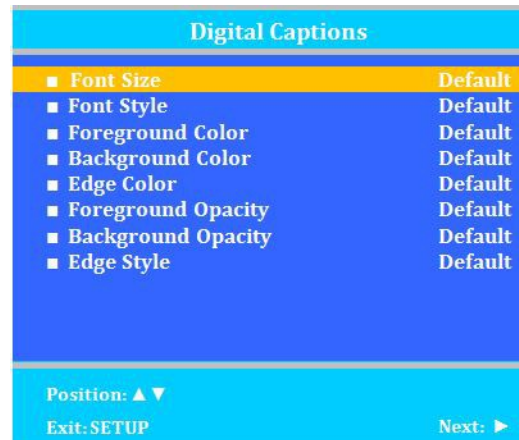 Digital Captions
■ Font Size Default
■ Font Style Default
■ Foreground Color Default
■ Background Color Default
■ Edge Color Default
■ Foreground Opacity Default
■ Background Opacity Default
■ Edge Style Default
Position: ▲ ▼
Exit: SETUP Next: ►